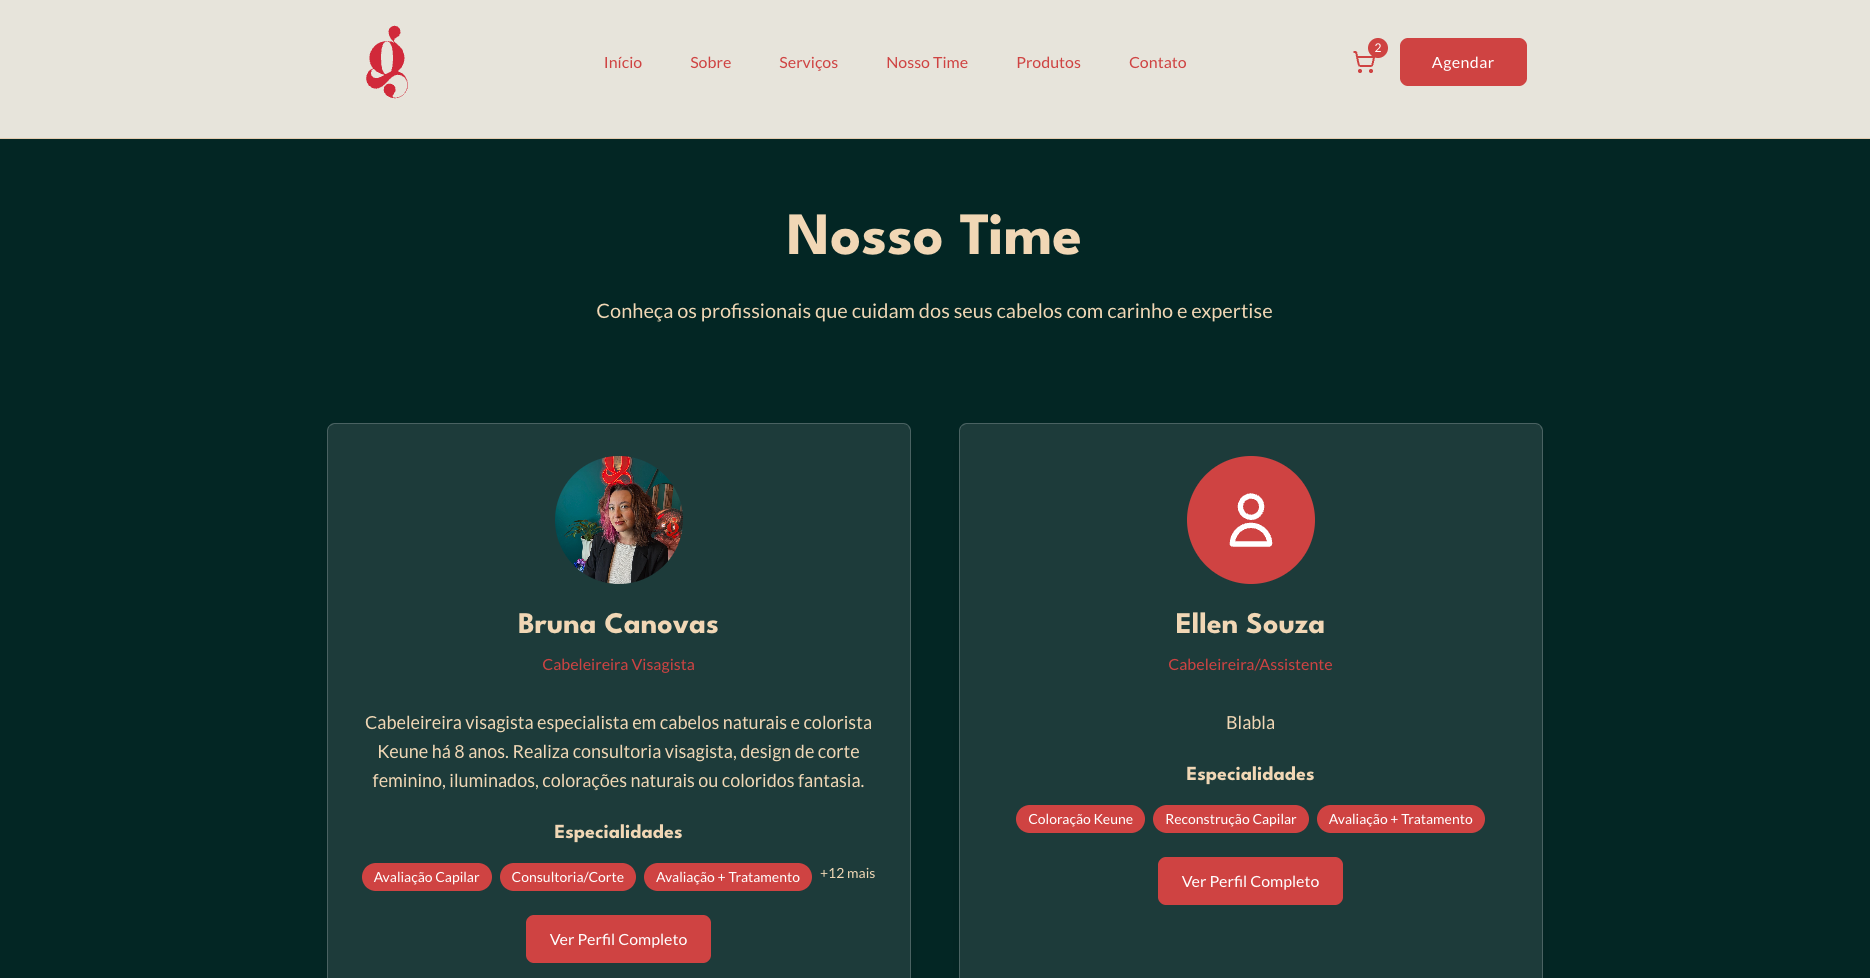 g
Início
Sobre
Serviços
Nosso Time
Produtos
Contato
2
Agendar
Nosso Time
Conheça os profissionais que cuidam dos seus cabelos com carinho e expertise
Bruna Canovas
Cabeleireira Visagista
Cabeleireira visagista especialista em cabelos naturais e colorista
Keune há 8 anos. Realiza consultoria visagista, design de corte
feminino, iluminados, colorações naturais ou coloridos fantasia.
Especialidades
Avaliação Capilar
Consultoria/Corte
Avaliação + Tratamento
+12 mais
Ver Perfil Completo
Ellen Souza
Cabeleireira/Assistente
Blabla
Especialidades
Coloração Keune
Reconstrução Capilar
Avaliação + Tratamento
Ver Perfil Completo